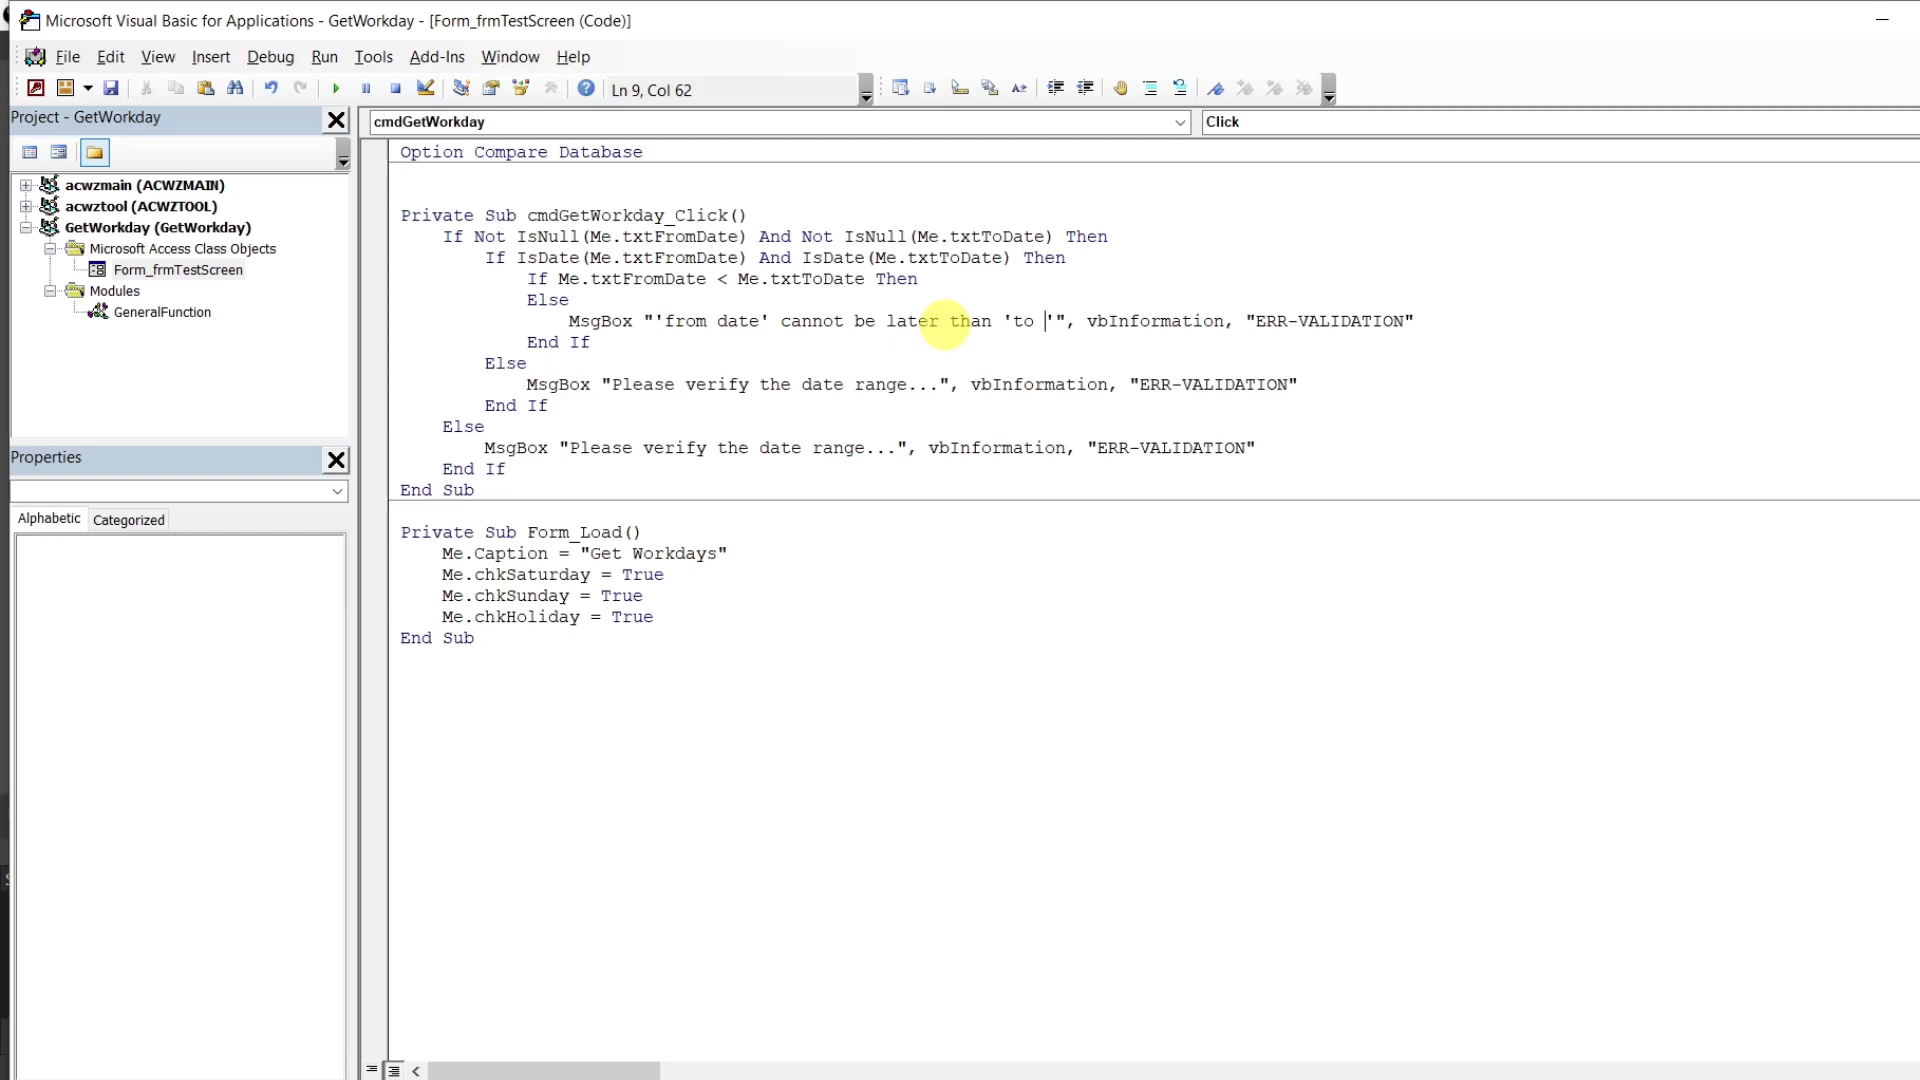 Microsoft Visual Basic for Applications - GetWorkday - [Form_frmTestScreen (Code)]
File Edit View Insert Debug Run Tools Add-Ins Window Help
Ln 9, Col 62
Project - GetWorkday
acwzmain (ACWZMAIN)
acwztool (ACWZTOOL)
GetWorkday (GetWorkday)
Microsoft Access Class Objects
Form_frmTestScreen
Modules
GeneralFunction
Properties
Alphabetic Categorized
cmdGetWorkday Click
Option Compare Database
Private Sub cmdGetWorkday_Click()
    If Not IsNull(Me.txtFromDate) And Not IsNull(Me.txtToDate) Then
        If IsDate(Me.txtFromDate) And IsDate(Me.txtToDate) Then
            If Me.txtFromDate < Me.txtToDate Then
            Else
                MsgBox "'from date' cannot be later than 'to '", vbInformation, "ERR-VALIDATION"
            End If
        Else
            MsgBox "Please verify the date range...", vbInformation, "ERR-VALIDATION"
        End If
    Else
        MsgBox "Please verify the date range...", vbInformation, "ERR-VALIDATION"
    End If
End Sub
Private Sub Form_Load()
    Me.Caption = "Get Workdays"
    Me.chkSaturday = True
    Me.chkSunday = True
    Me.chkHoliday = True
End Sub